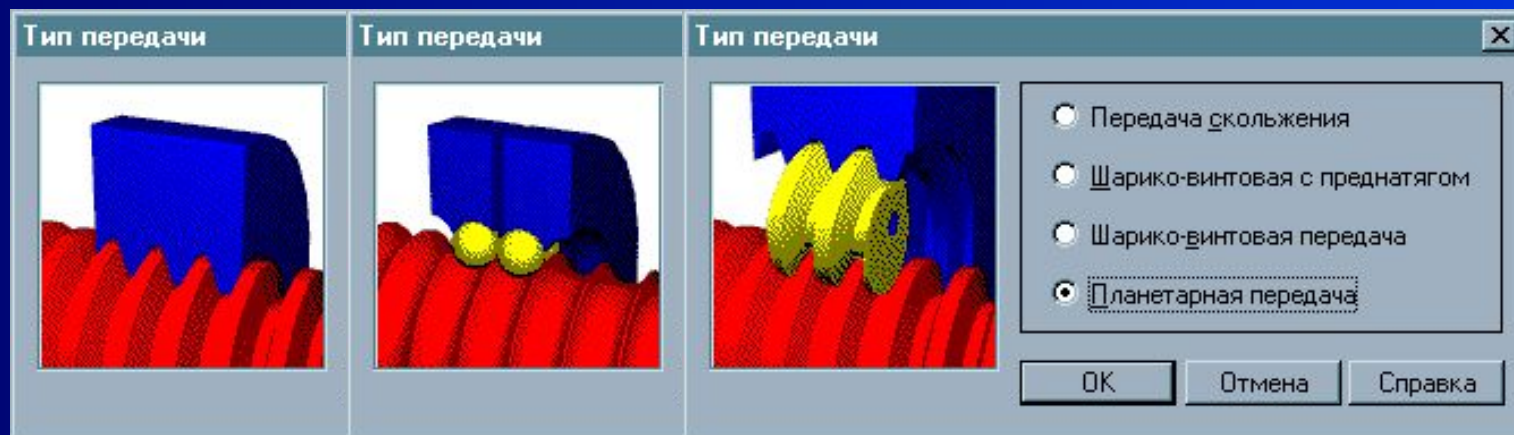 Тип передачи
Тип передачи
Тип передачи
Передача скольжения
Шарико-винтовая с преднатягом
Шарико-винтовая передача
Планетарная передача
OK
Отмена
Справка